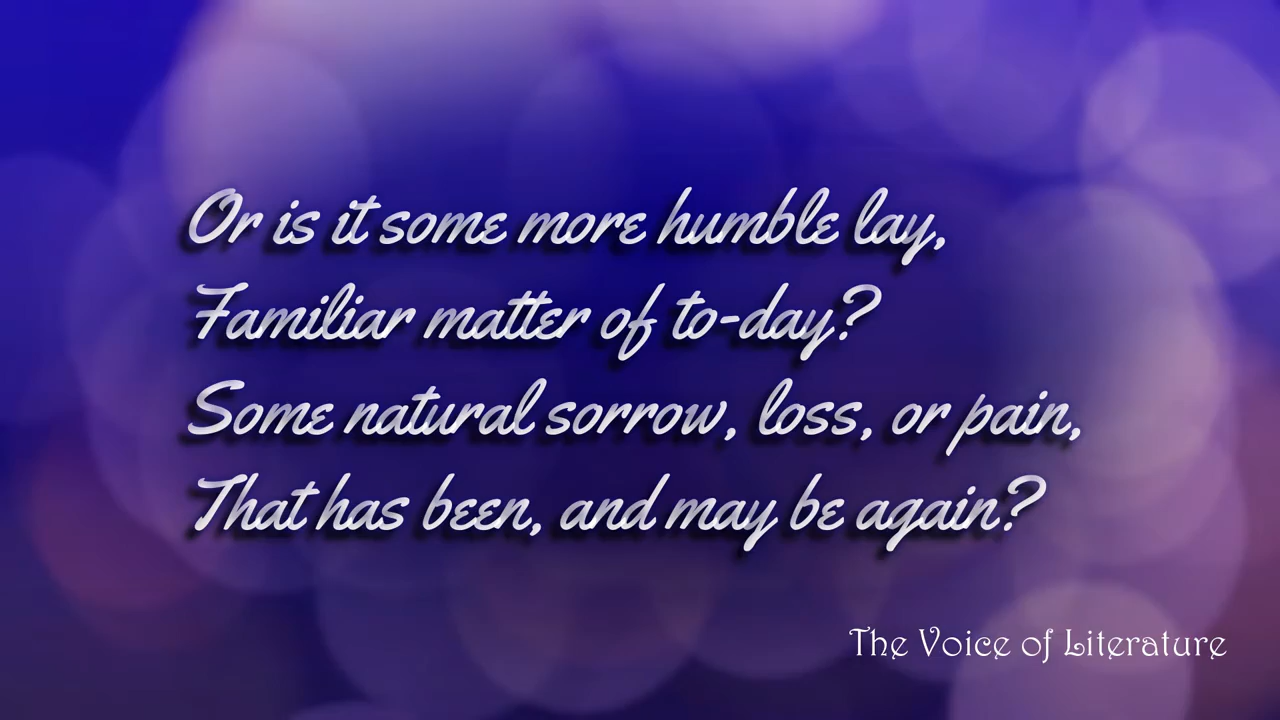 Or is it some more humble lay,
Familiar matter of to-day?
Some natural sorrow, loss, or pain,
That has been, and may be again?
The Voice of Literature